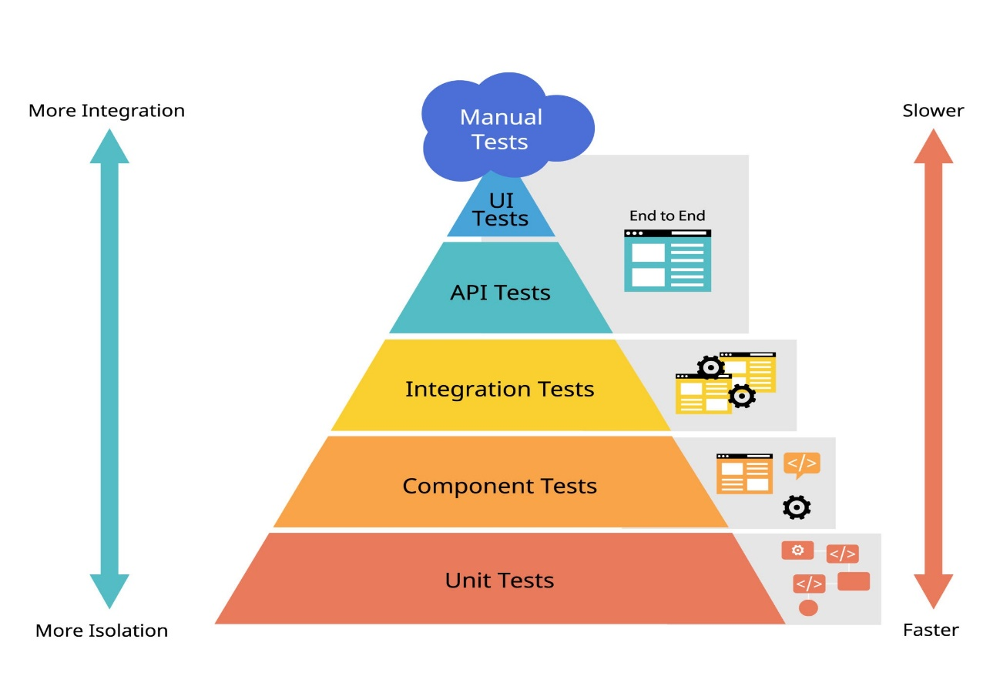 More Integration
Slower
Manual
Tests
UI
Tests
End to End
API Tests
Integration Tests
Component Tests
</>
Unit Tests
</>
</>
More Isolation
Faster